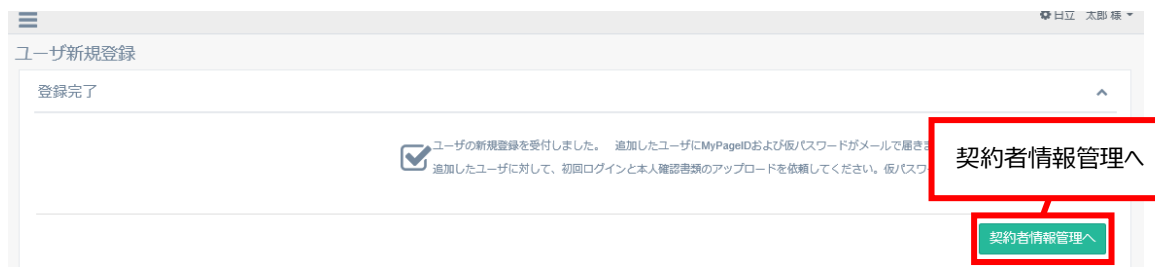 日立 太郎 様
ユーザ新規登録
登録完了
ユーザの新規登録を受付しました。 追加したユーザにMyPageIDおよび仮パスワードがメールで届きま
追加したユーザに対して、初回ログインと本人確認書類のアップロードを依頼してください。仮パスワ
契約者情報管理へ
契約者情報管理へ